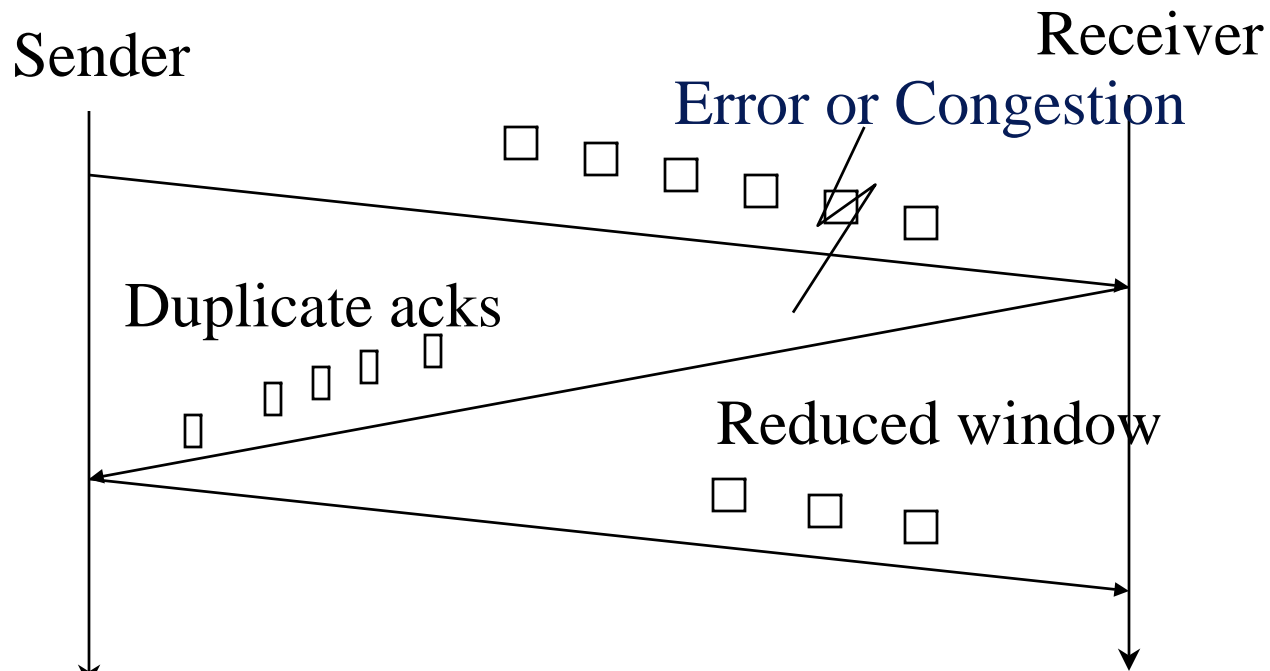 Sender
Receiver
Error or Congestion
Duplicate acks
Reduced window